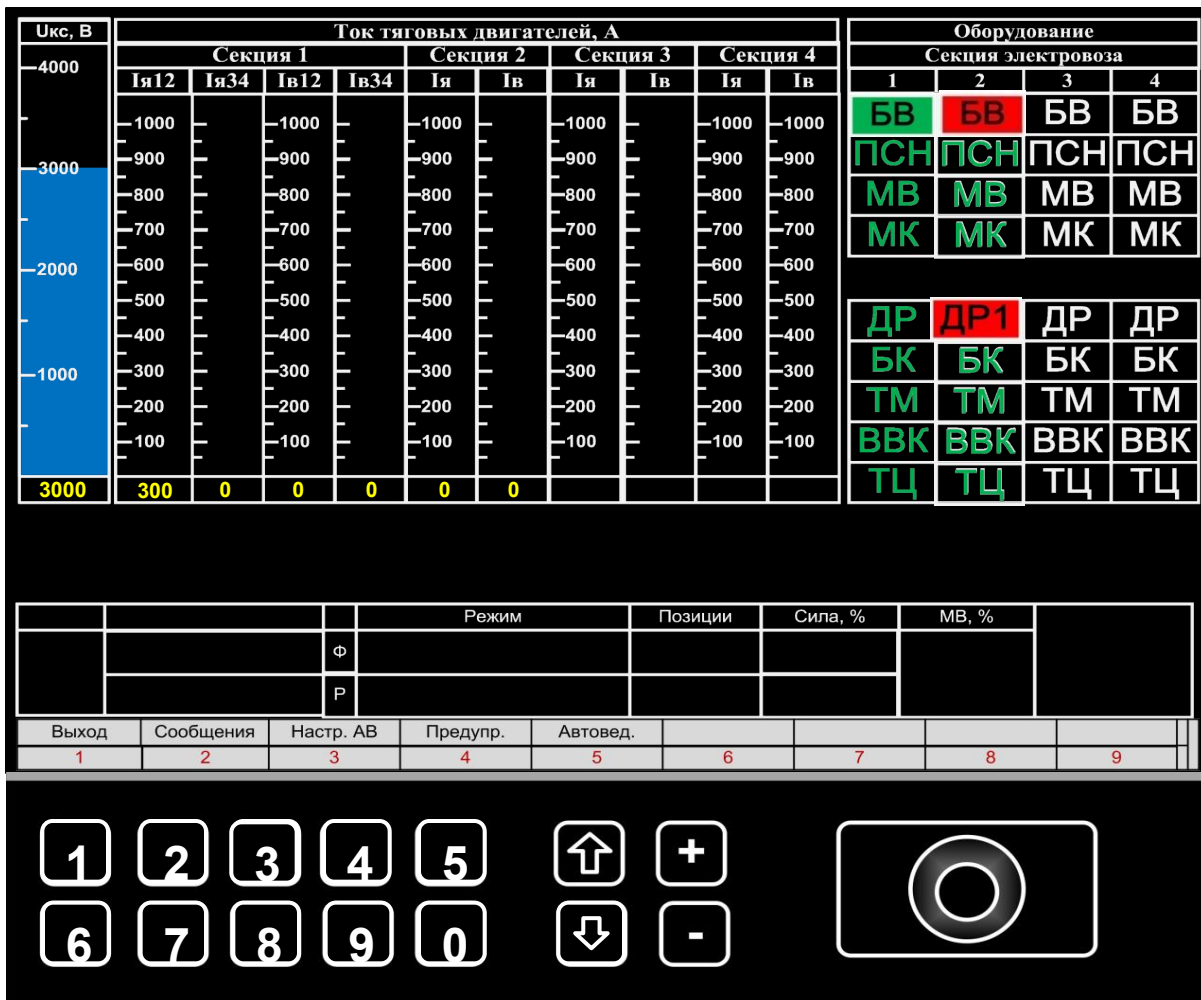 Uкс, В Ток тяговых двигателей, А Оборудование
Секция 1 Секция 2 Секция 3 Секция 4 Секция электровоза
4000
Iя12 Iя34 Iв12 Iв34 Iя Iв Iя Iв Iя Iв 1 2 3 4
БВ БВ БВ БВ
1000 1000 1000 1000 1000 1000
ПСН ПСН ПСН ПСН
900 900 900 900 900 900
3000
МВ МВ МВ МВ
800 800 800 800 800 800
700 700 700 700 700 700
МК МК МК МК
2000 600 600 600 600 600 600
500 500 500 500 500 500
ДР ДР1 ДР ДР
400 400 400 400 400 400
БК БК БК БК
1000 300 300 300 300 300 300
ТМ ТМ ТМ ТМ
200 200 200 200 200 200
ВВК ВВК ВВК ВВК
100 100 100 100 100 100
ТЦ ТЦ ТЦ ТЦ
3000 300 0 0 0 0 0
Режим Позиции Сила, % МВ, %
Ф
Р
Выход Сообщения Настр. АВ Предупр. Автовед.
1 2 3 4 5 6 7 8 9
1 2 3 4 5 +
6 7 8 9 0 -